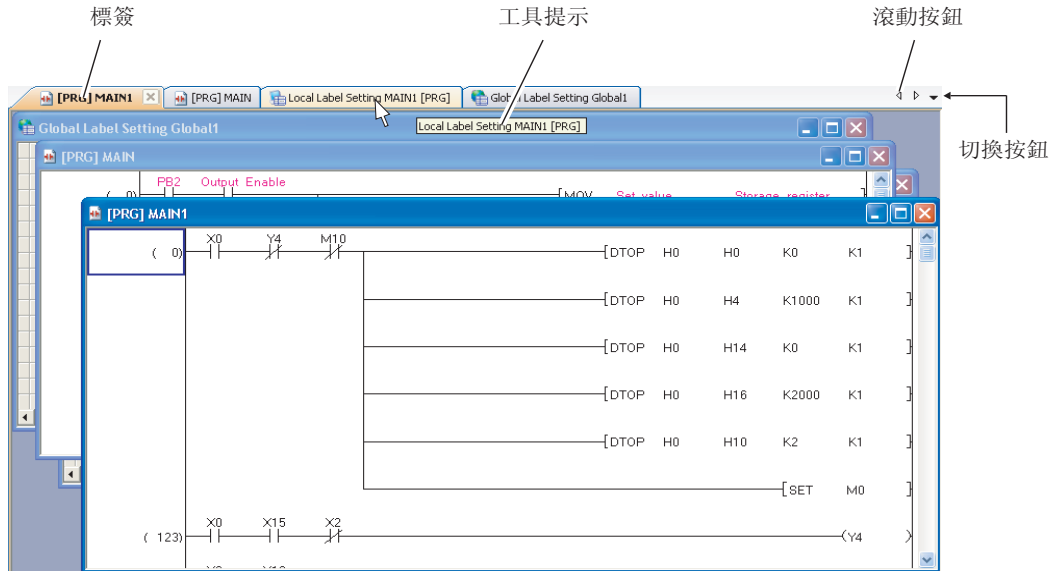 標簽 工具提示 滾動按鈕
[PRG] MAIN1 [PRG] MAIN Local Label Setting MAIN1 [PRG] Global Label Setting Global1
Global Label Setting Global1 Local Label Setting MAIN1 [PRG]
切換按鈕
[PRG] MAIN
PB2 Output Enable
( 0) [MOV Set value Storage register ]
[PRG] MAIN1
X0 Y4 M10
( 0) [DTOP H0 H0 K0 K1 ]
[DTOP H0 H4 K1000 K1 ]
[DTOP H0 H14 K0 K1 ]
[DTOP H0 H16 K2000 K1 ]
[DTOP H0 H10 K2 K1 ]
[SET M0 ]
X0 X15 X2
( 123) (Y4 )